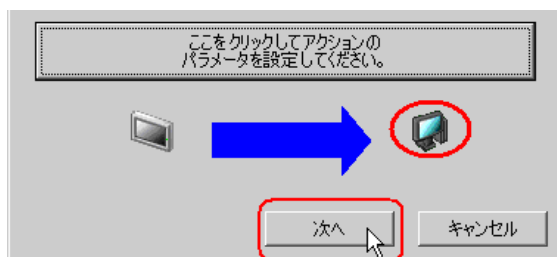 ここをクリックしてアクションの
パラメータを設定してください。
次へ
キャンセル